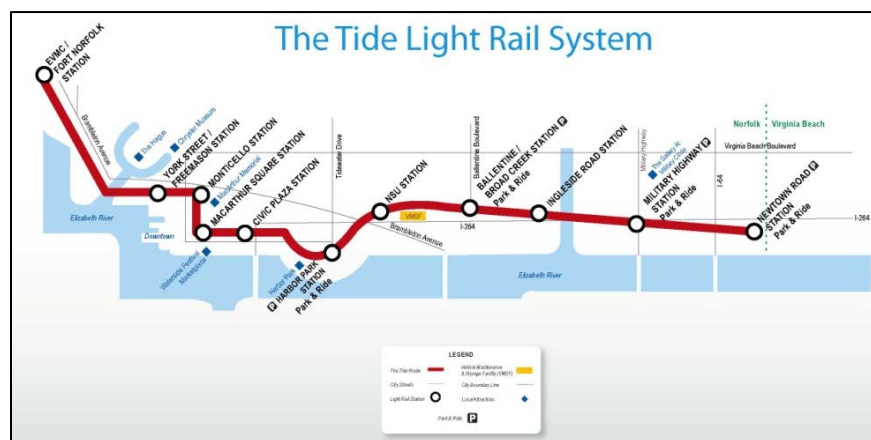 The Tide Light Rail System
EVMC /
FORT NORFOLK
STATION
Brambleton Avenue
The Hague
Chrysler Museum
YORK STREET /
FREEMASON STATION
MONTICELLO STATION
MacArthur Memorial
MACARTHUR SQUARE STATION
CIVIC PLAZA STATION
Elizabeth River
Downtown
Waterside Festival
Marketplace
Harbor Park
P HARBOR PARK
STATION
Park & Ride
Tidewater Drive
NSU STATION
VMSF
Brambleton Avenue
Ballentine Boulevard
BALLENTINE /
BROAD CREEK STATION P
Park & Ride
I-264
INGLESIDE ROAD STATION
Elizabeth River
Military Highway
The Gallery At
Military Circle
MILITARY HIGHWAY P
STATION
Park & Ride
I-64
Virginia Beach Boulevard
Norfolk
Virginia Beach
NEWTOWN ROAD P
STATION
Park & Ride
I-264
LEGEND
The Tide Route
City Streets
Light Rail Station
Vehicle Maintenance
& Storage Facility (VMSF)
City Boundary Line
Local Attractions
Park & Ride P